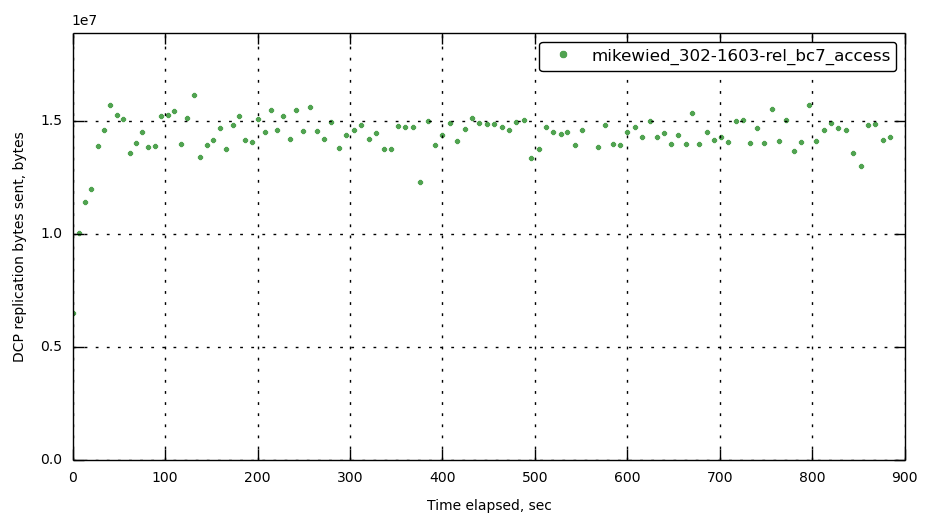 1e7
mikewied_302-1603-rel_bc7_access
1.5
1.0
0.5
0.0
DCP replication bytes sent, bytes
0 100 200 300 400 500 600 700 800 900
Time elapsed, sec